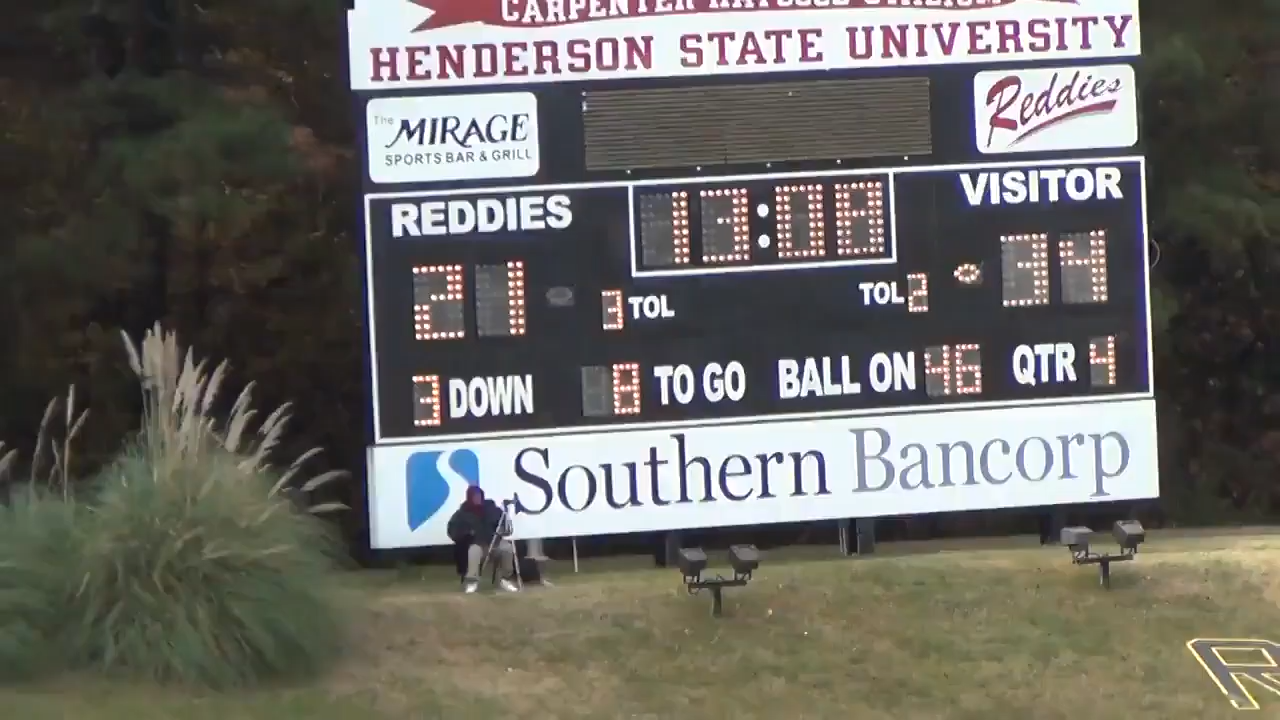 HENDERSON STATE UNIVERSITY
The MIRAGE
SPORTS BAR & GRILL
Reddies
REDDIES
13:08
VISITOR
21
3 TOL
TOL 2
34
3 DOWN
8 TO GO
BALL ON 46
QTR 4
Southern Bancorp
R